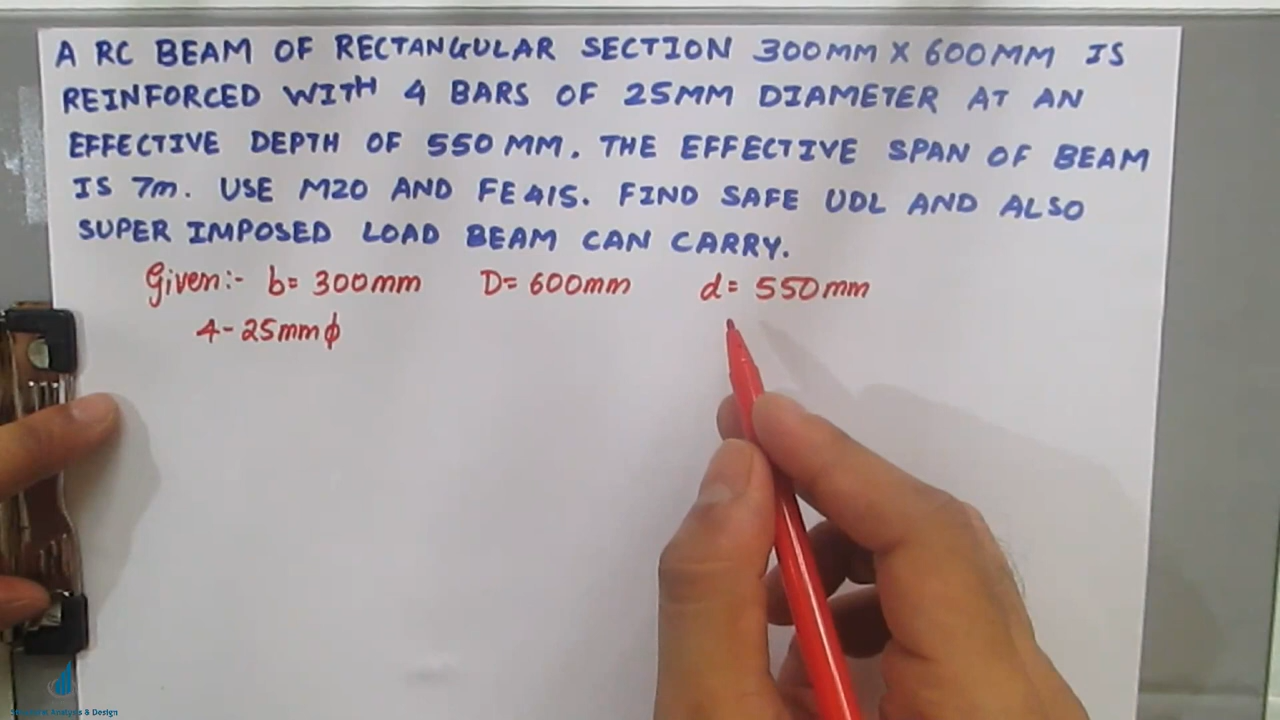 A RC BEAM OF RECTANGULAR SECTION 300MM X 600MM IS
REINFORCED WITH 4 BARS OF 25MM DIAMETER AT AN
EFFECTIVE DEPTH OF 550 MM. THE EFFECTIVE SPAN OF BEAM
IS 7m. USE M20 AND FE415. FIND SAFE UDL AND ALSO
SUPER IMPOSED LOAD BEAM CAN CARRY.
Given:- b= 300mm D= 600mm d= 550mm
4-25mmϕ
Analysis & Design